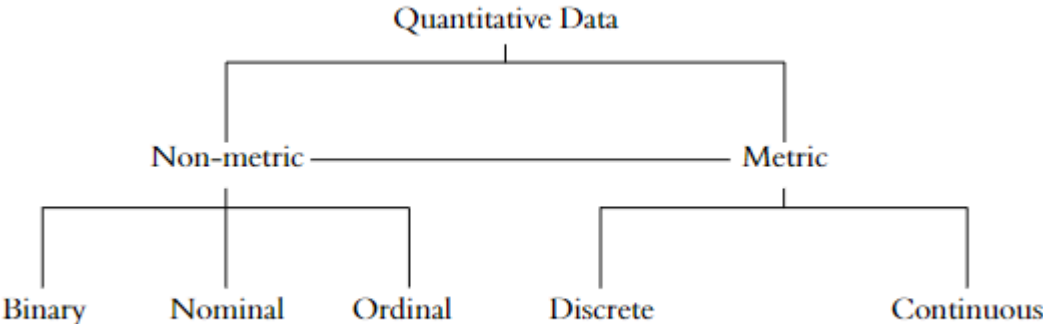 Quantitative Data
Non-metric Metric
Binary Nominal Ordinal Discrete Continuous